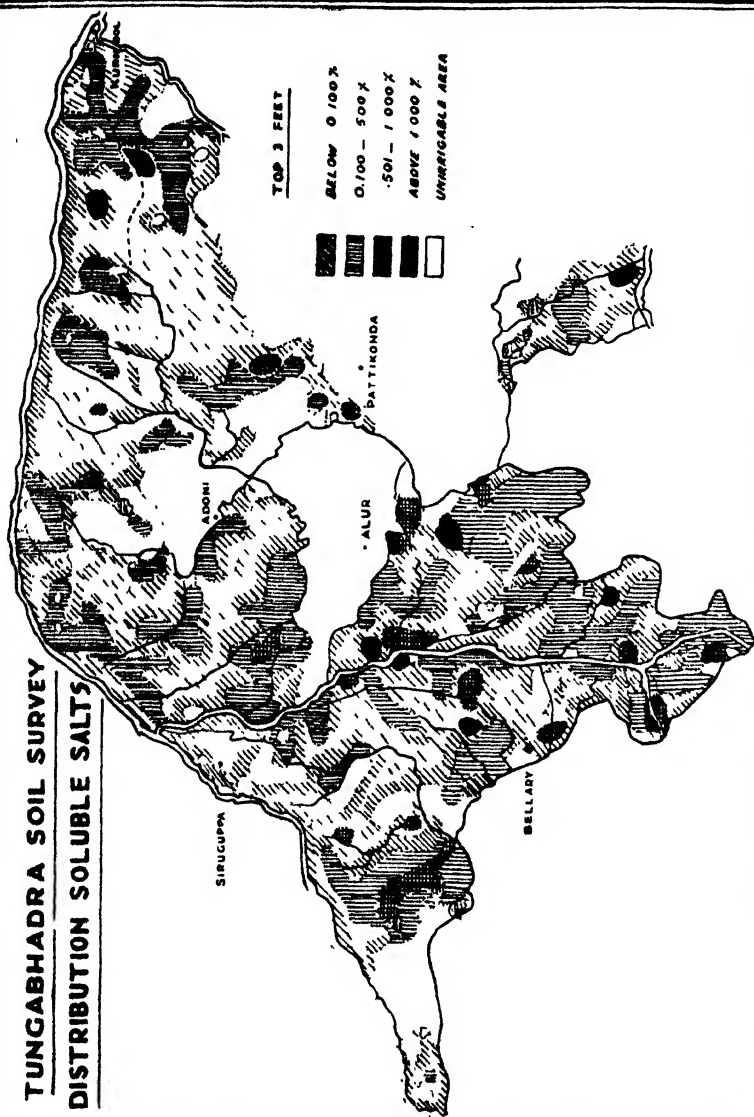 TUNGABHADRA SOIL SURVEY
DISTRIBUTION SOLUBLE SALTS
TOP 3 FEET
BELOW 0 100%
0.100 — 500%
·501 — 1 000%
ABOVE 1 000 %
UNIRRIGABLE AREA
KURNOOL
PATTIKONDA
ADONI
ALUR
SIRUGUPPA
BELLARY